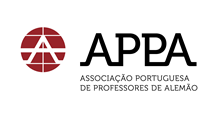 APPA
ASSOCIAÇÃO PORTUGUESA
DE PROFESSORES DE ALEMÃO